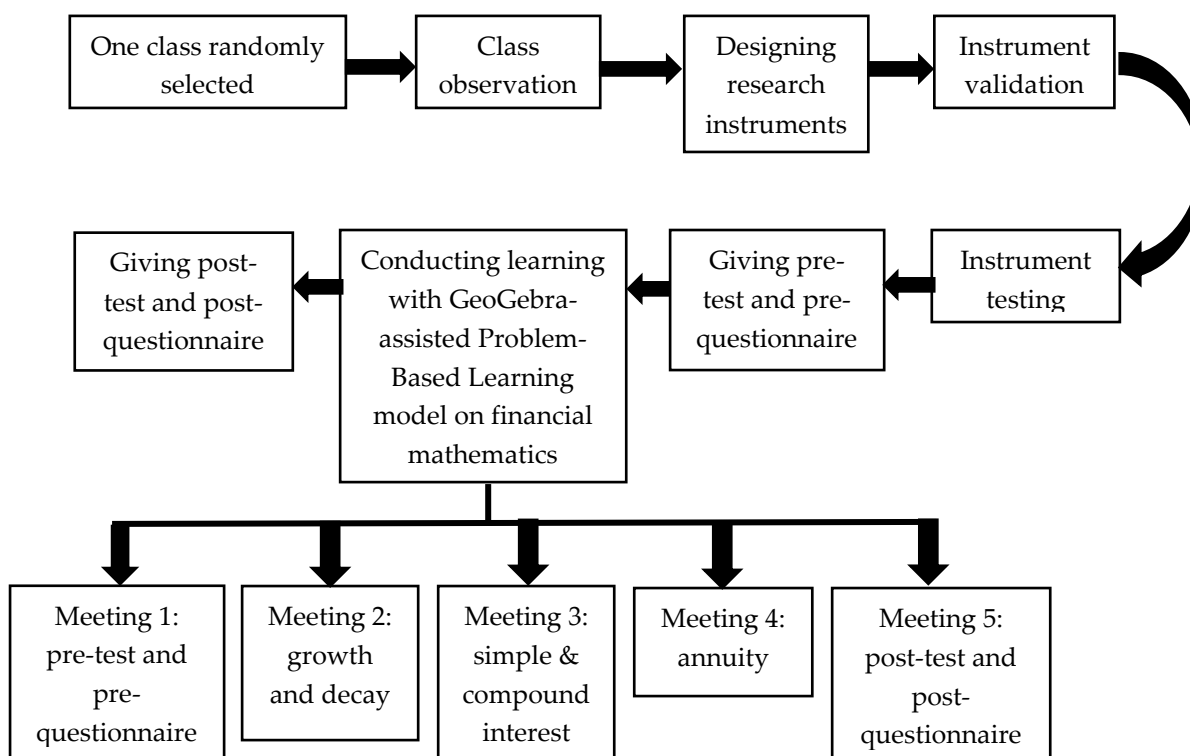 One class randomly
selected
Class
observation
Designing
research
instruments
Instrument
validation
Instrument
testing
Giving pre-
test and pre-
questionnaire
Conducting learning
with GeoGebra-
assisted Problem-
Based Learning
model on financial
mathematics
Giving post-
test and post-
questionnaire
Meeting 1:
pre-test and
pre-
questionnaire
Meeting 2:
growth
and decay
Meeting 3:
simple &
compound
interest
Meeting 4:
annuity
Meeting 5:
post-test and
post-
questionnaire